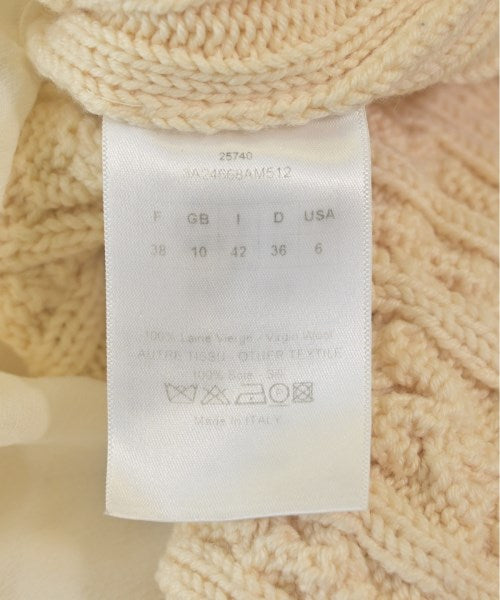 25740
3A24668AM512
F GB I D USA
38 10 42 36 6
100% Laine Vierge - Virgin Wool
AUTRE TISSU - OTHER TEXTILE
100% Soie - Silk
Made in ITALY